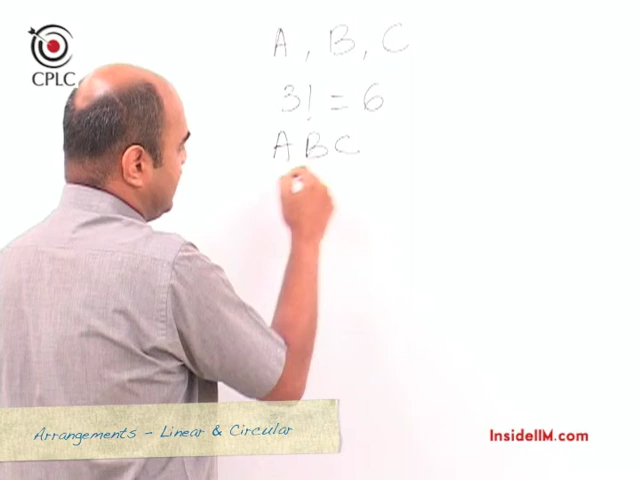 CPLC
A, B, C
3! = 6
A B C
Arrangements - Linear & Circular
InsideIIM.com